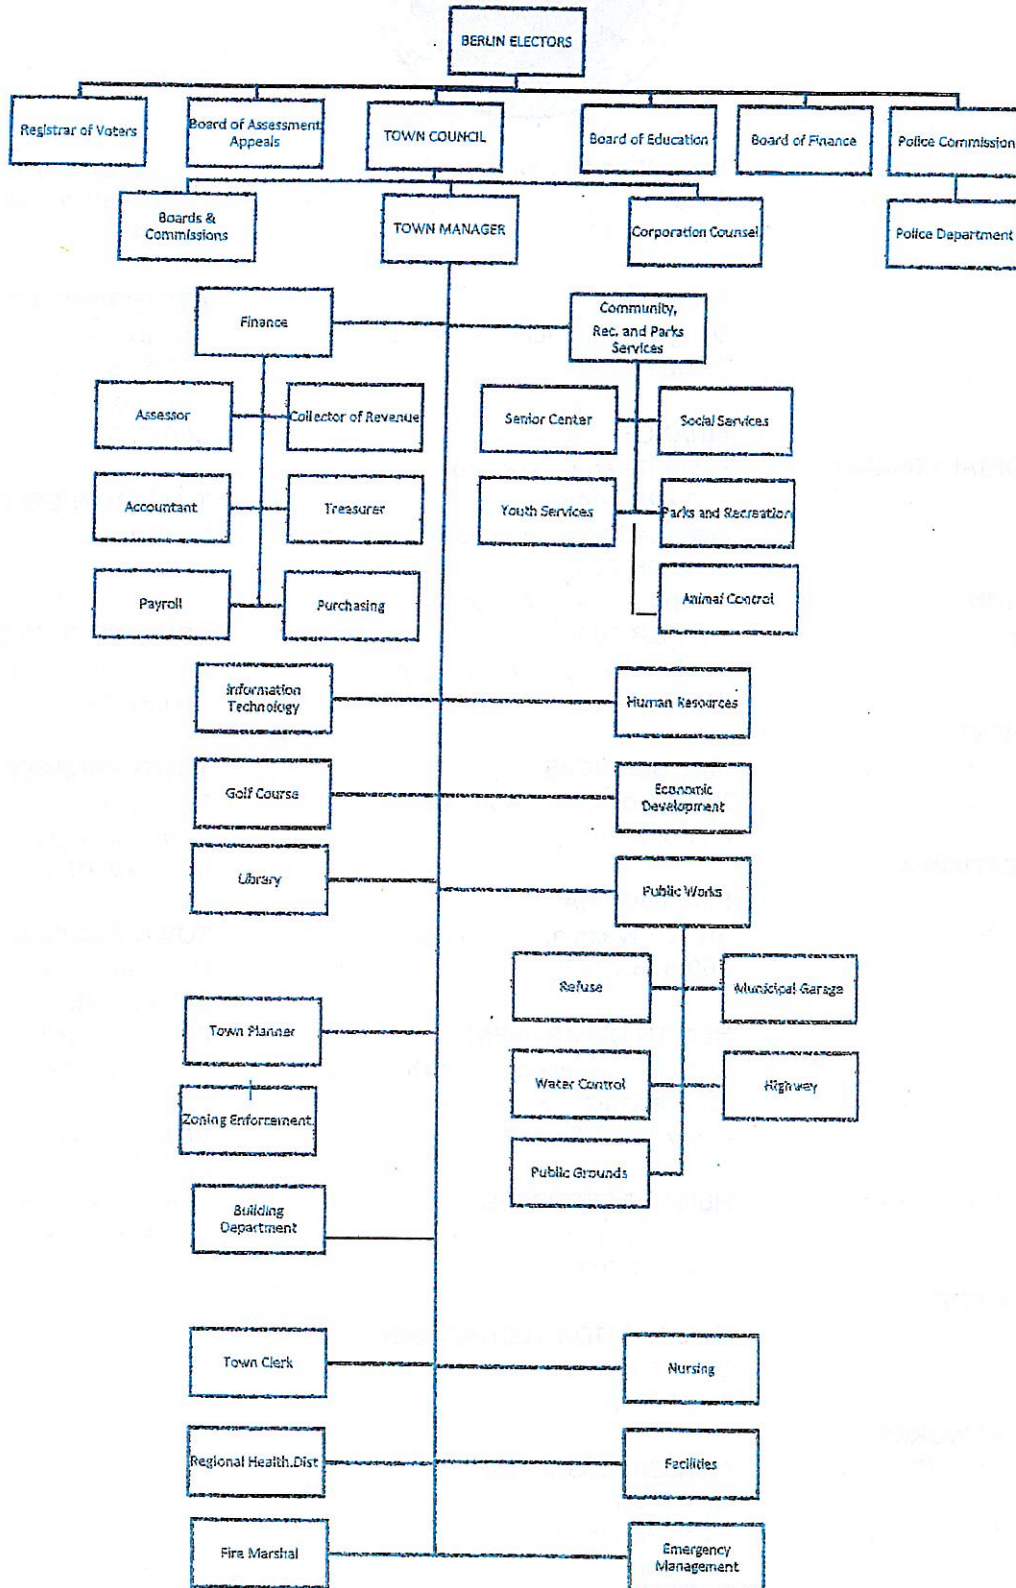 BERLIN ELECTORS
Registrar of Voters
Board of Assessment
Appeals
TOWN COUNCIL
Board of Education
Board of Finance
Police Commission
Boards &
Commissions
TOWN MANAGER
Corporation Counsel
Police Department
Finance
Community,
Rec. and Parks
Services
Assessor
Collector of Revenue
Senior Center
Social Services
Accountant
Treasurer
Youth Services
Parks and Recreation
Payroll
Purchasing
Animal Control
Information
Technology
Human Resources
Golf Course
Economic
Development
Library
Public Works
Refuse
Municipal Garage
Town Planner
Water Control
Highway
Zoning Enforcement
Public Grounds
Building
Department
Town Clerk
Nursing
Regional Health.Dist
Facilities
Fire Marshal
Emergency
Management